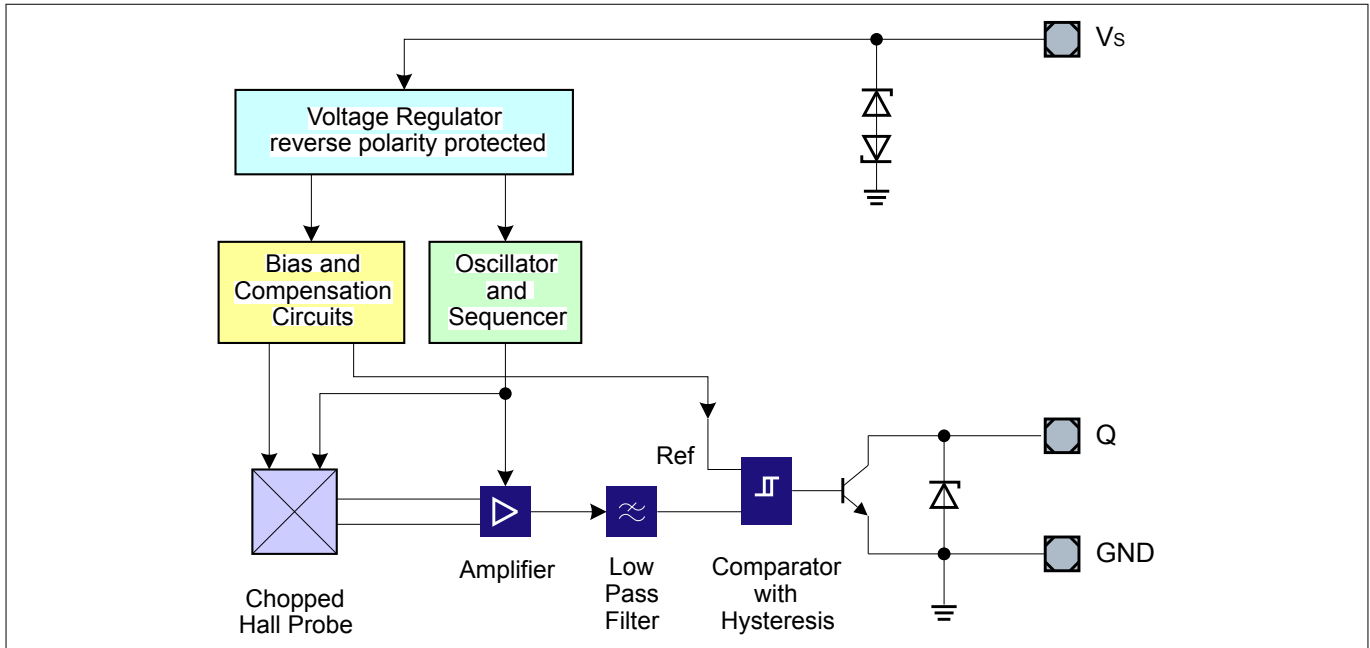 Vs
Voltage Regulator
reverse polarity protected
Bias and
Compensation
Circuits
Oscillator
and
Sequencer
Ref
Q
GND
Amplifier
Low
Pass
Filter
Comparator
with
Hysteresis
Chopped
Hall Probe